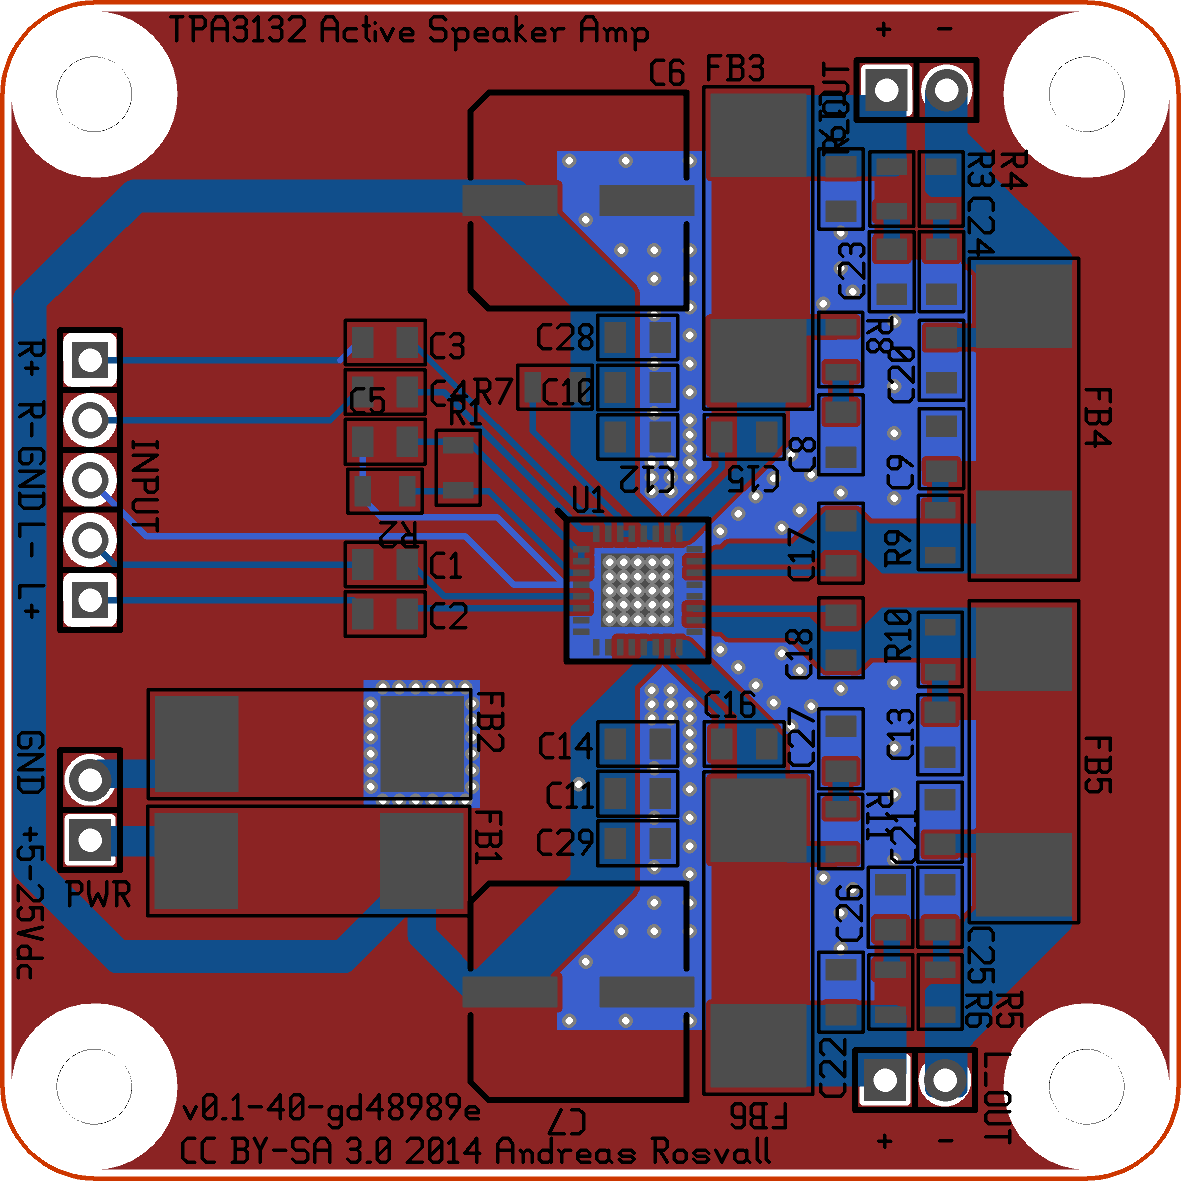 TPA3132 Active Speaker Amp
+ -
C6 FB3
R_OUT
R3 R4
C24
C23
C28
C3
R+
R8
C20
C10
R7
C4
C5
R1
FB4
R-
INPUT
GND
C12
C15
C8
C9
U1
R2
C17
R9
L-
C1
L+
C2
C18
R10
FB2
C16
C27
C13
FB5
GND
C14
C11
+5-25Vdc
FB1
C29
R11
C21
PWR
C26
C25
R6 R5
C22
L_OUT
v0.1-40-gd48989e
C7
FB6
+ -
CC BY-SA 3.0 2014 Andreas Rosvall